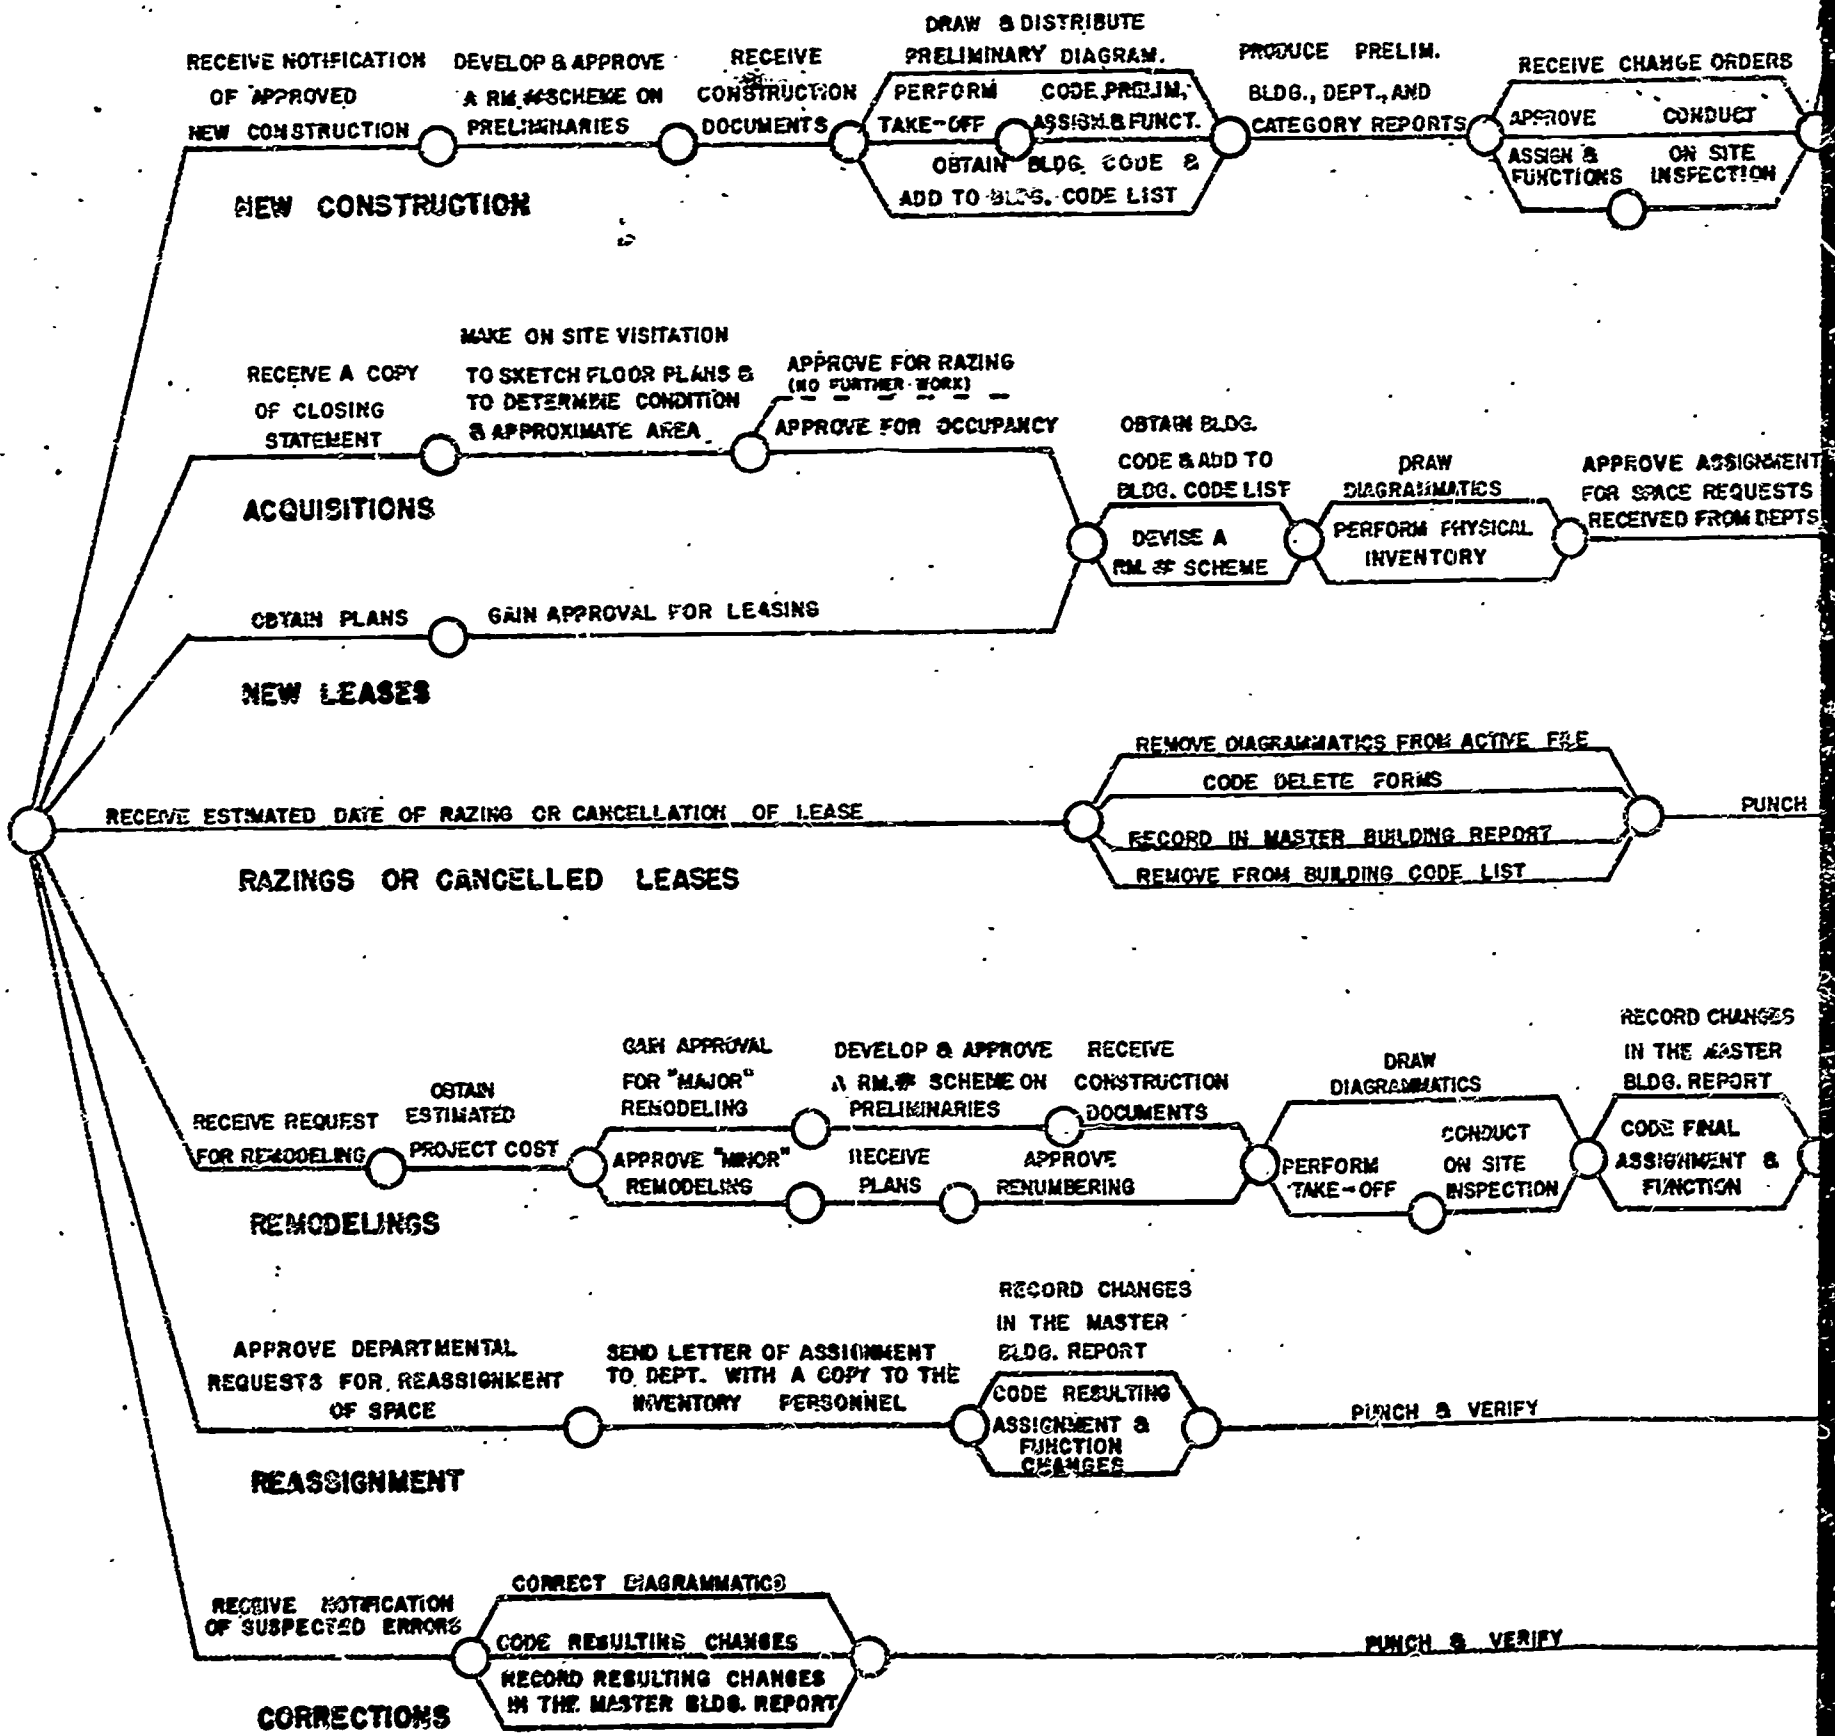 RECEIVE NOTIFICATION
OF APPROVED
NEW CONSTRUCTION
DEVELOP & APPROVE
A RM.# SCHEME ON
PRELIMINARIES
RECEIVE
CONSTRUCTION
DOCUMENTS
DRAW & DISTRIBUTE
PRELIMINARY DIAGRAM.
PERFORM
TAKE-OFF
CODE PRELIM,
ASSIGN.& FUNCT.
OBTAIN BLDG. CODE &
ADD TO BLDG. CODE LIST
PRODUCE PRELIM.
BLDG., DEPT., AND
CATEGORY REPORTS
RECEIVE CHANGE ORDERS
APPROVE
ASSIGN &
FUNCTIONS
CONDUCT
ON SITE
INSPECTION
NEW CONSTRUCTION
RECEIVE A COPY
OF CLOSING
STATEMENT
MAKE ON SITE VISITATION
TO SKETCH FLOOR PLANS &
TO DETERMINE CONDITION
& APPROXIMATE AREA
APPROVE FOR RAZING
(NO FURTHER WORK)
APPROVE FOR OCCUPANCY
ACQUISITIONS
OBTAIN BLDG.
CODE & ADD TO
BLDG. CODE LIST
DEVISE A
RM. # SCHEME
DRAW
DIAGRAMMATICS
PERFORM PHYSICAL
INVENTORY
APPROVE ASSIGNMENT
FOR SPACE REQUESTS
RECEIVED FROM DEPTS
OBTAIN PLANS
GAIN APPROVAL FOR LEASING
NEW LEASES
RECEIVE ESTIMATED DATE OF RAZING OR CANCELLATION OF LEASE
REMOVE DIAGRAMMATICS FROM ACTIVE FILE
CODE DELETE FORMS
RECORD IN MASTER BUILDING REPORT
REMOVE FROM BUILDING CODE LIST
PUNCH
RAZINGS OR CANCELLED LEASES
RECEIVE REQUEST
FOR REMODELING
OBTAIN
ESTIMATED
PROJECT COST
GAIN APPROVAL
FOR "MAJOR"
REMODELING
DEVELOP & APPROVE
A RM.# SCHEME ON
PRELIMINARIES
RECEIVE
CONSTRUCTION
DOCUMENTS
APPROVE "MINOR"
REMODELING
RECEIVE
PLANS
APPROVE
RENUMBERING
DRAW
DIAGRAMMATICS
PERFORM
TAKE-OFF
CONDUCT
ON SITE
INSPECTION
RECORD CHANGES
IN THE MASTER
BLDG. REPORT
CODE FINAL
ASSIGNMENT &
FUNCTION
REMODELINGS
APPROVE DEPARTMENTAL
REQUESTS FOR REASSIGNMENT
OF SPACE
SEND LETTER OF ASSIGNMENT
TO DEPT. WITH A COPY TO THE
INVENTORY PERSONNEL
RECORD CHANGES
IN THE MASTER
BLDG. REPORT
CODE RESULTING
ASSIGNMENT &
FUNCTION
CHANGES
PUNCH & VERIFY
REASSIGNMENT
RECEIVE NOTIFICATION
OF SUSPECTED ERRORS
CORRECT DIAGRAMMATICS
CODE RESULTING CHANGES
RECORD RESULTING CHANGES
IN THE MASTER BLDG. REPORT
PUNCH & VERIFY
CORRECTIONS